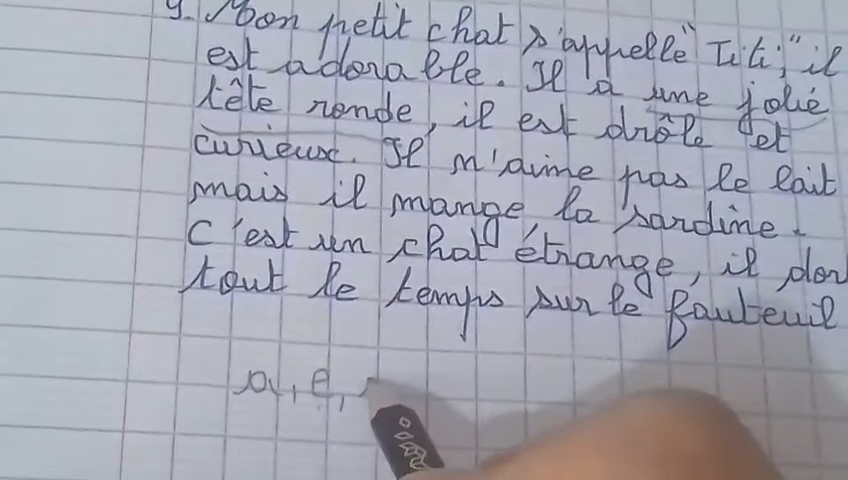 y. Mon petit chat s'appelle "Titi," il
est adorable. Il a une jolie
tête ronde, il est drôle et
curieux. Il n'aime pas le lait
mais il mange la sardine.
C'est un chat étrange, il dor
tout le temps sur le fauteuil
a, e,